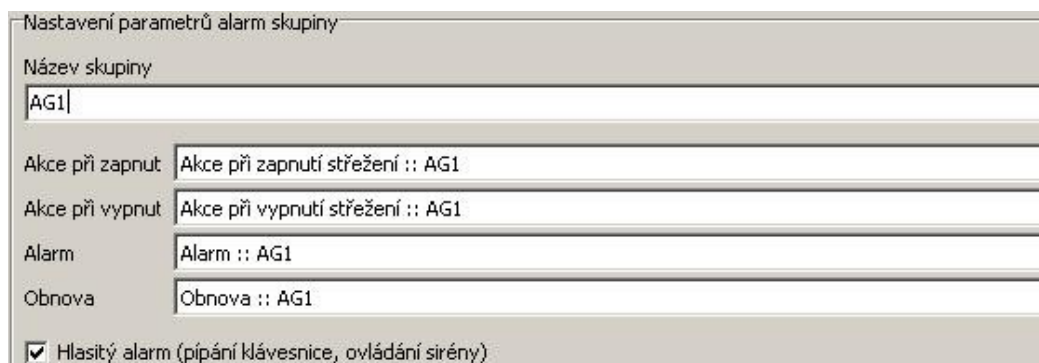 Nastavení parametrů alarm skupiny
Název skupiny
AG1
Akce při zapnut Akce při zapnutí střežení :: AG1
Akce při vypnut Akce při vypnutí střežení :: AG1
Alarm Alarm :: AG1
Obnova Obnova :: AG1
Hlasitý alarm (pípání klávesnice, ovládání sirény)